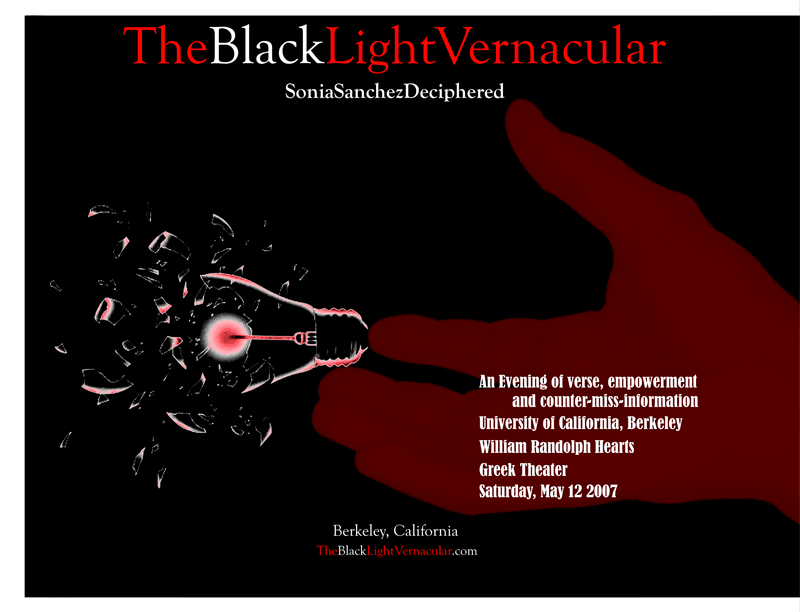 TheBlackLightVernacular
SoniaSanchezDeciphered
An Evening of verse, empowerment
and counter-miss-information
University of California, Berkeley
William Randolph Hearts
Greek Theater
Saturday, May 12 2007
Berkeley, California
TheBlackLightVernacular.com